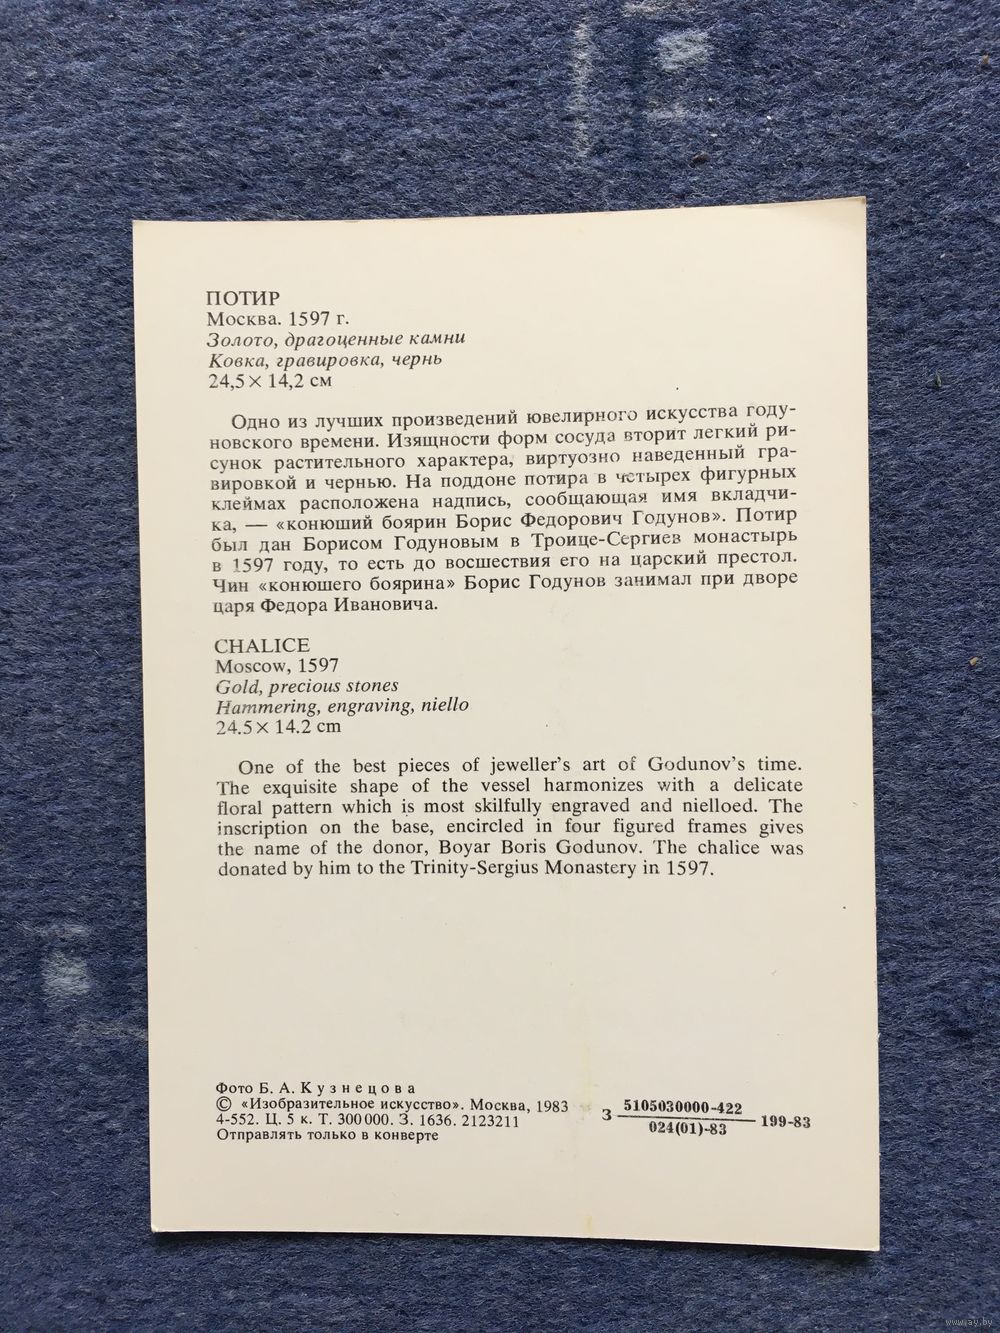 ПОТИР
Москва. 1597 г.
Золото, драгоценные камни
Ковка, гравировка, чернь
24,5 × 14,2 см
Одно из лучших произведений ювелирного искусства году-
новского времени. Изящности форм сосуда вторит легкий ри-
сунок растительного характера, виртуозно наведенный гра-
вировкой и чернью. На поддоне потира в четырех фигурных
клеймах расположена надпись, сообщающая имя вкладчи-
ка, — «конюший боярин Борис Федорович Годунов». Потир
был дан Борисом Годуновым в Троице-Сергиев монастырь
в 1597 году, то есть до восшествия его на царский престол.
Чин «конюшего боярина» Борис Годунов занимал при дворе
царя Федора Ивановича.
CHALICE
Moscow, 1597
Gold, precious stones
Hammering, engraving, niello
24.5 × 14.2 cm
One of the best pieces of jeweller's art of Godunov's time.
The exquisite shape of the vessel harmonizes with a delicate
floral pattern which is most skilfully engraved and nielloed. The
inscription on the base, encircled in four figured frames gives
the name of the donor, Boyar Boris Godunov. The chalice was
donated by him to the Trinity-Sergius Monastery in 1597.
Фото Б. А. Кузнецова
© «Изобразительное искусство». Москва, 1983
4-552. Ц. 5 к. Т. 300 000. З. 1636. 2123211
Отправлять только в конверте
З 5105030000-422
024(01)-83 199-83
www.ay.by